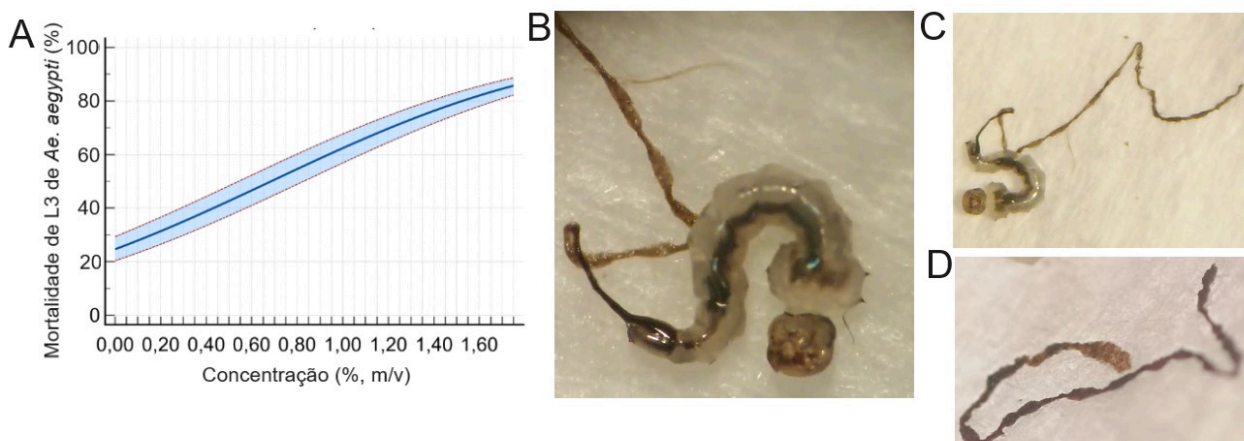 A
Mortalidade de L3 de Ae. aegypti (%)
100
80
60
40
20
0
0,00 0,20 0,40 0,60 0,80 1,00 1,20 1,40 1,60
Concentração (%, m/v)
B
C
D